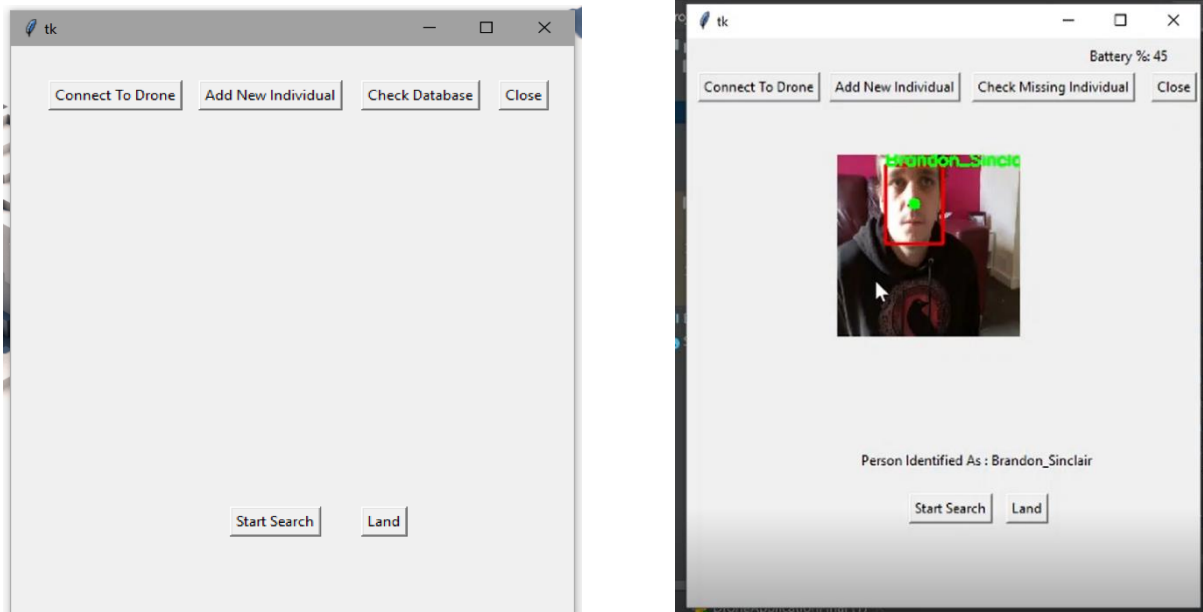 tk
Connect To Drone Add New Individual Check Database Close
Start Search Land
tk
Battery %: 45
Connect To Drone Add New Individual Check Missing Individual Close
Brandon_Sinclc
Person Identified As : Brandon_Sinclair
Start Search Land